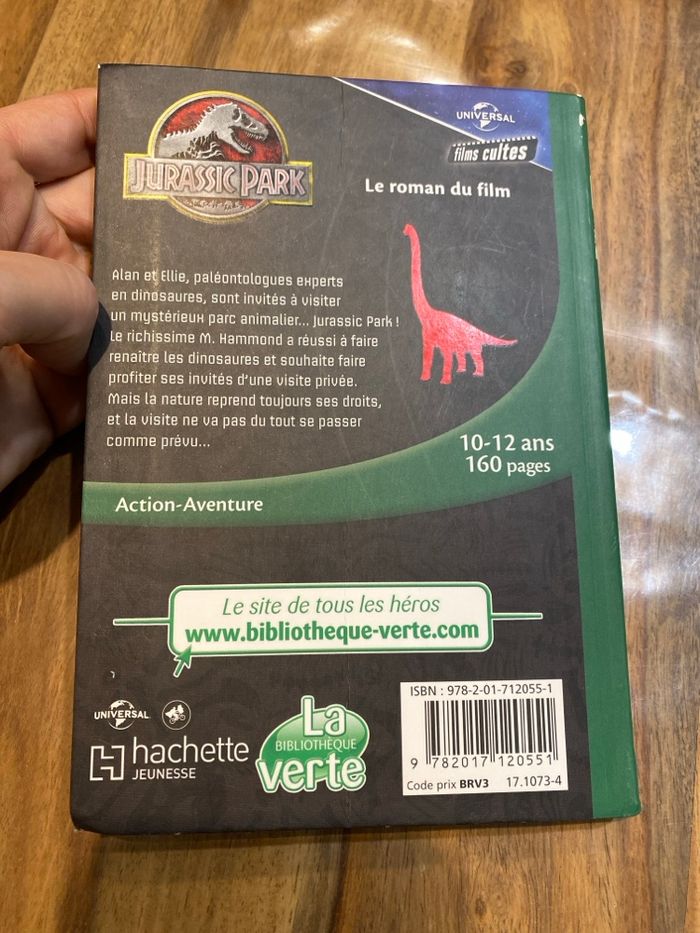 JURASSIC PARK
UNIVERSAL
films cultes
Le roman du film
Alan et Ellie, paléontologues experts
en dinosaures, sont invités à visiter
un mystérieux parc animalier... Jurassic Park !
Le richissime M. Hammond a réussi à faire
renaître les dinosaures et souhaite faire
profiter ses invités d'une visite privée.
Mais la nature reprend toujours ses droits,
et la visite ne va pas du tout se passer
comme prévu...
10-12 ans
160 pages
Action-Aventure
Le site de tous les héros
www.bibliotheque-verte.com
UNIVERSAL
hachette
JEUNESSE
La
BIBLIOTHÈQUE
verte
ISBN : 978-2-01-712055-1
9 782017 120551
Code prix BRV3 17.1073-4